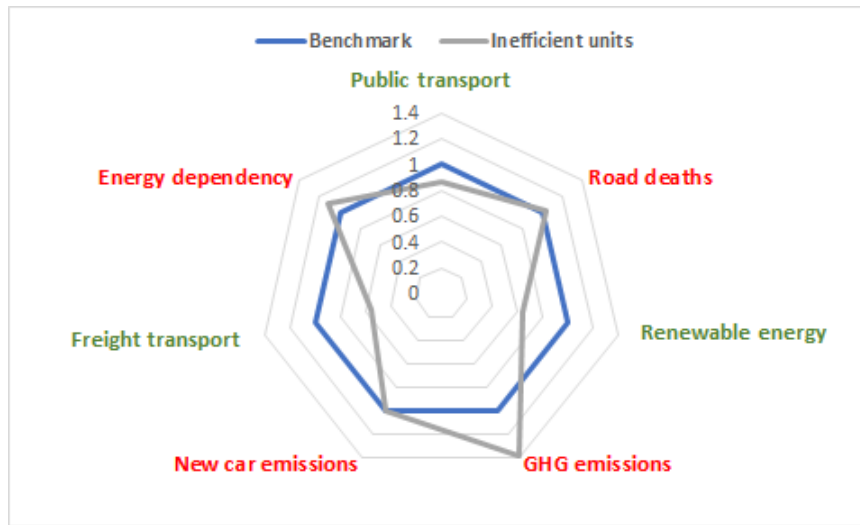 Benchmark Inefficient units
Public transport
1.4
1.2
1
0.8
0.6
0.4
0.2
0
Energy dependency
Road deaths
Freight transport
Renewable energy
New car emissions
GHG emissions